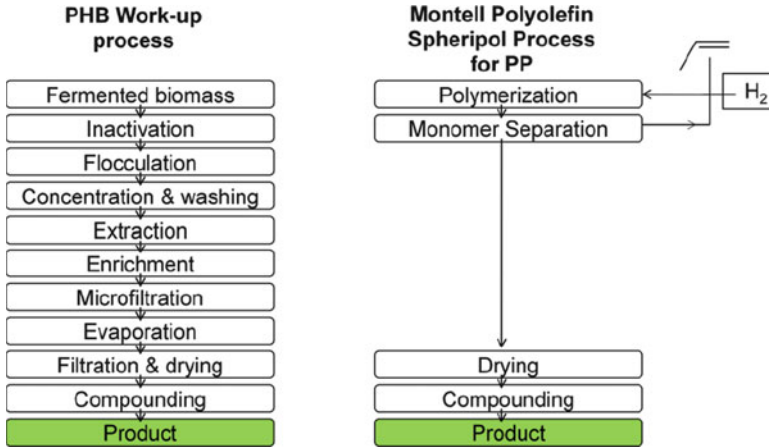 PHB Work-up
process
Fermented biomass
Inactivation
Flocculation
Concentration & washing
Extraction
Enrichment
Microfiltration
Evaporation
Filtration & drying
Compounding
Product
Montell Polyolefin
Spheripol Process
for PP
Polymerization
H2
Monomer Separation
Drying
Compounding
Product